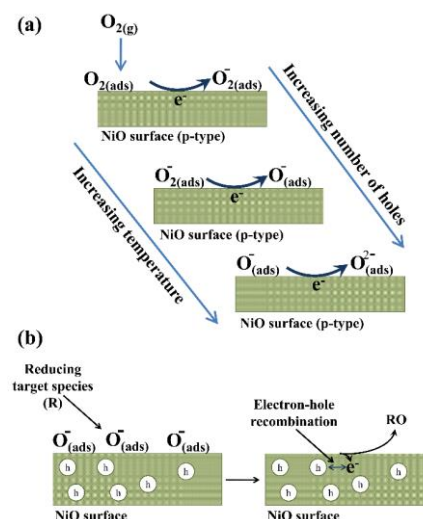 (a)
O2(g)
O2(ads) O⁻2(ads)
e⁻
NiO surface (p-type)
Increasing number of holes
O⁻2(ads) O⁻(ads)
e⁻
NiO surface (p-type)
Increasing temperature
O⁻(ads) O²⁻(ads)
e⁻
NiO surface (p-type)
(b)
Reducing
target species
(R)
O⁻(ads) O⁻(ads) O⁻(ads)
h h h
h h h
NiO surface
Electron-hole
recombination
RO
h h e⁻ h
h h h
NiO surface